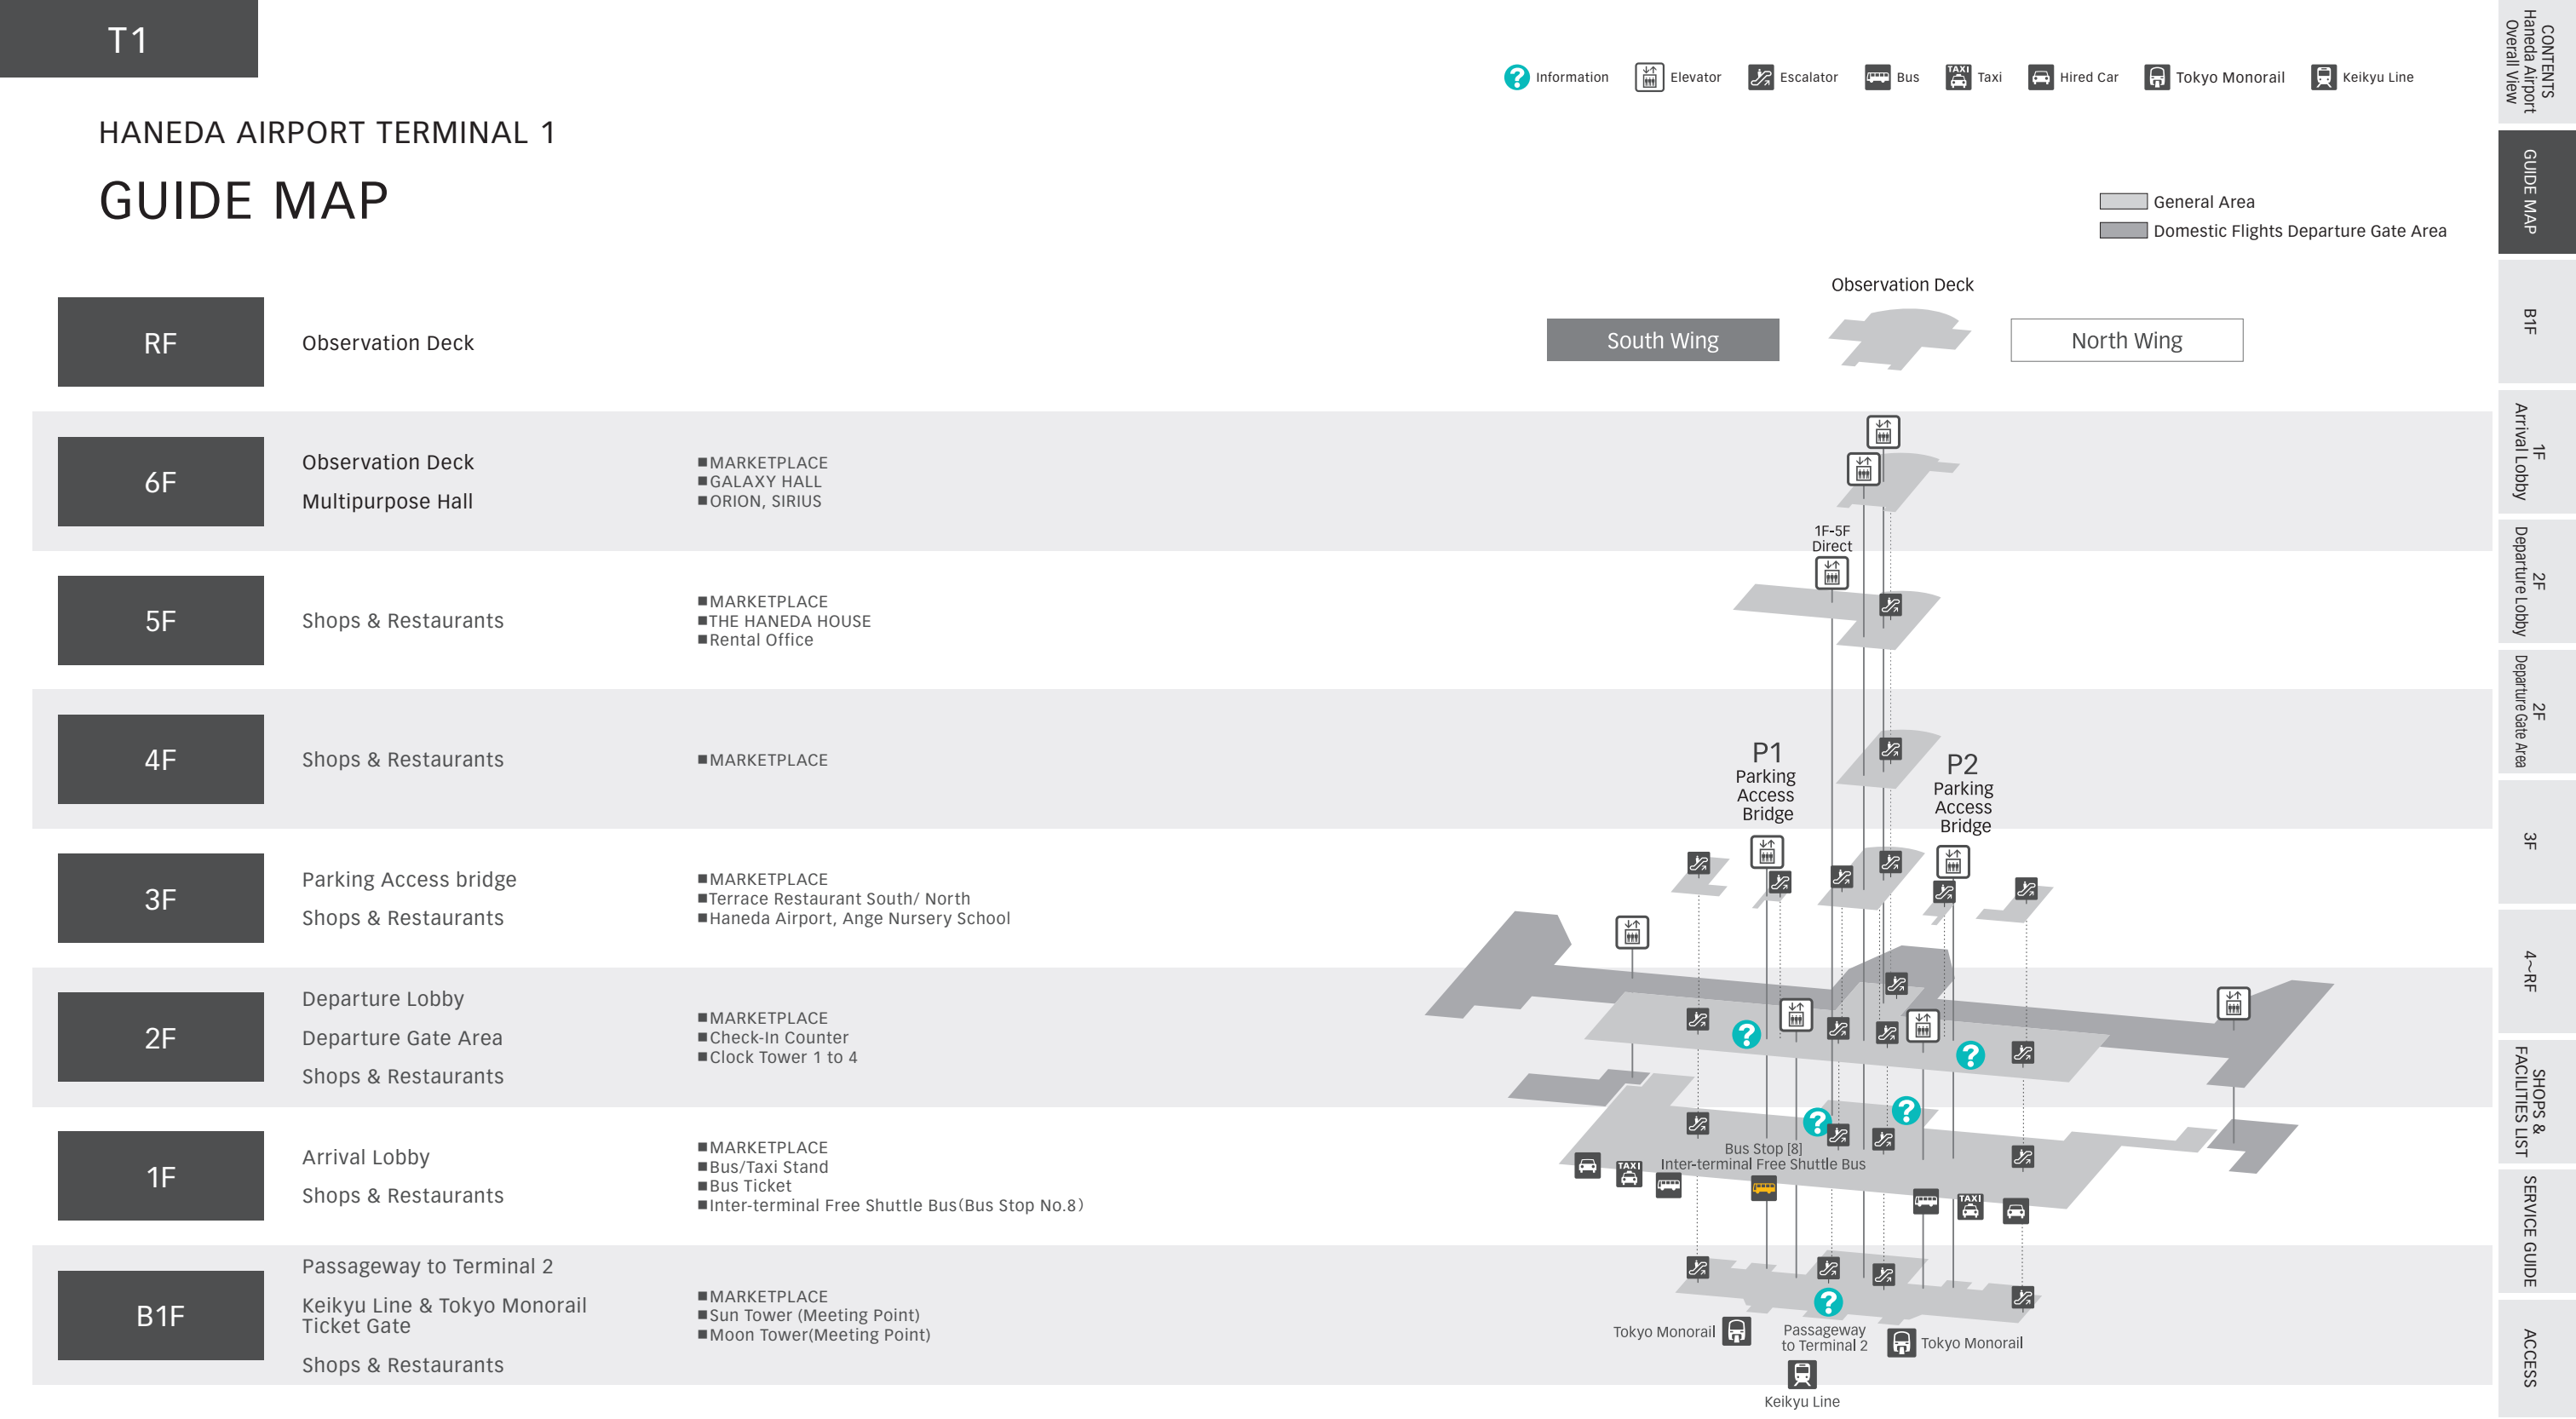 T1
Information
Elevator
Escalator
Bus
TAXI
Taxi
Hired Car
Tokyo Monorail
Keikyu Line
HANEDA AIRPORT TERMINAL 1
GUIDE MAP
General Area
Domestic Flights Departure Gate Area
Observation Deck
South Wing
North Wing
RF
Observation Deck
6F
Observation Deck
Multipurpose Hall
■MARKETPLACE
■GALAXY HALL
■ORION, SIRIUS
1F-5F
Direct
5F
Shops & Restaurants
■MARKETPLACE
■THE HANEDA HOUSE
■Rental Office
4F
Shops & Restaurants
■MARKETPLACE
P1
Parking
Access
Bridge
P2
Parking
Access
Bridge
3F
Parking Access bridge
Shops & Restaurants
■MARKETPLACE
■Terrace Restaurant South/ North
■Haneda Airport, Ange Nursery School
2F
Departure Lobby
Departure Gate Area
Shops & Restaurants
■MARKETPLACE
■Check-In Counter
■Clock Tower 1 to 4
1F
Arrival Lobby
Shops & Restaurants
■MARKETPLACE
■Bus/Taxi Stand
■Bus Ticket
■Inter-terminal Free Shuttle Bus(Bus Stop No.8)
Bus Stop [8]
Inter-terminal Free Shuttle Bus
TAXI
TAXI
B1F
Passageway to Terminal 2
Keikyu Line & Tokyo Monorail
Ticket Gate
Shops & Restaurants
■MARKETPLACE
■Sun Tower (Meeting Point)
■Moon Tower(Meeting Point)
Tokyo Monorail
Passageway
to Terminal 2
Tokyo Monorail
Keikyu Line
CONTENTS
Haneda Airport
Overall View
GUIDE MAP
B1F
1F
Arrival Lobby
2F
Departure Lobby
2F
Departure Gate Area
3F
4～RF
SHOPS &
FACILITIES LIST
SERVICE GUIDE
ACCESS